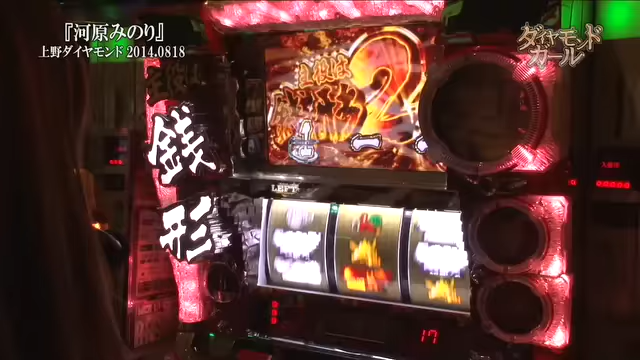 『河原みのり』
上野ダイヤモンド 2014.0818
ダイヤモンド
ガール
主役は
銭形2
銭
形
LEFT
17